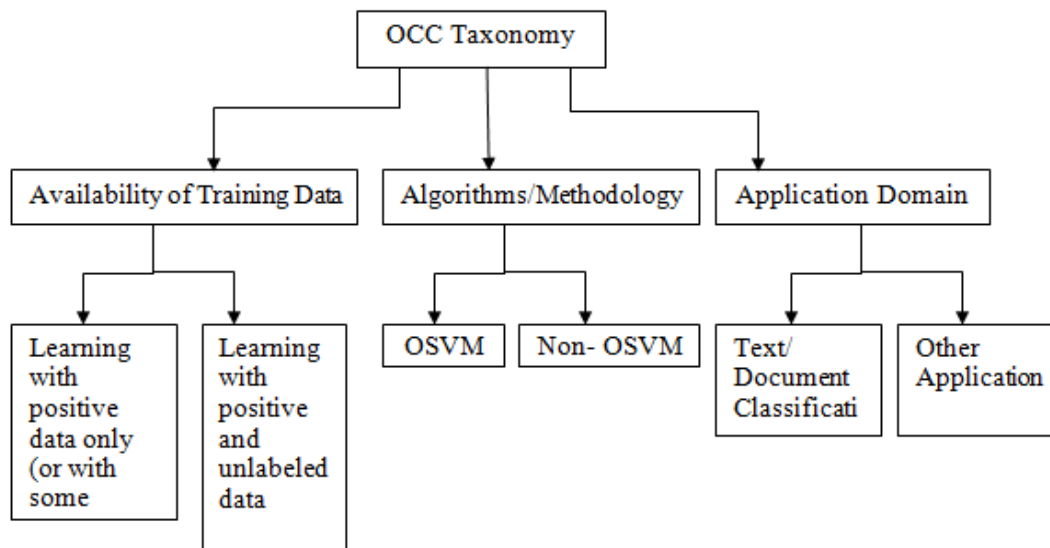 OCC Taxonomy
Availability of Training Data
Algorithms/Methodology
Application Domain
Learning
with
positive
data only
(or with
some
Learning
with
positive
and
unlabeled
data
OSVM
Non- OSVM
Text/
Document
Classificati
Other
Application